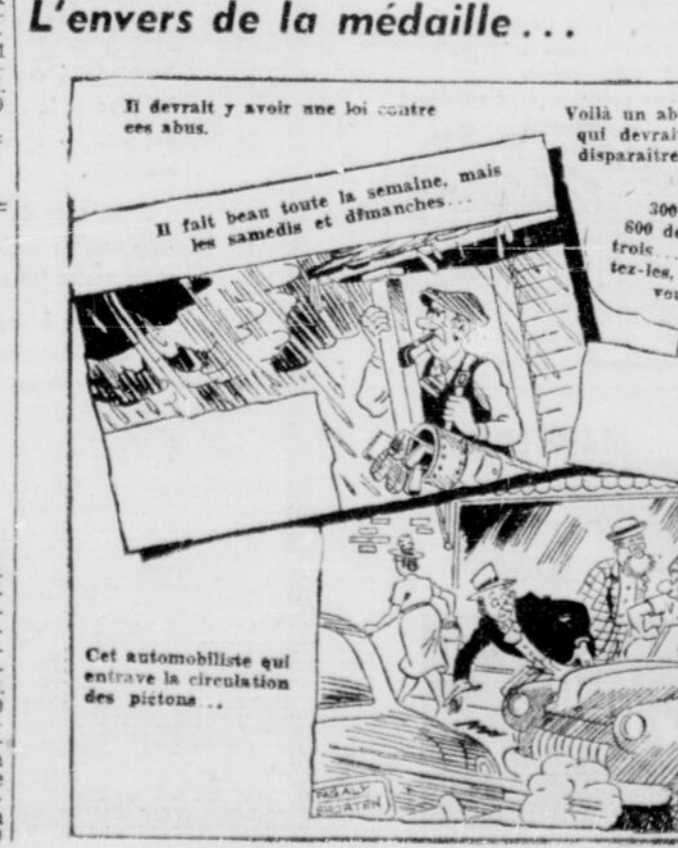 L'envers de la médaille...
Il devrait y avoir une loi contre
ces abus.
Voilà un ab
qui devrai
disparaitre
Il fait beau toute la semaine, mais
les samedis et dimanches...
300
600 de
trois...
tez-les,
vou
Cet automobiliste qui
entrave la circulation
des piétons...